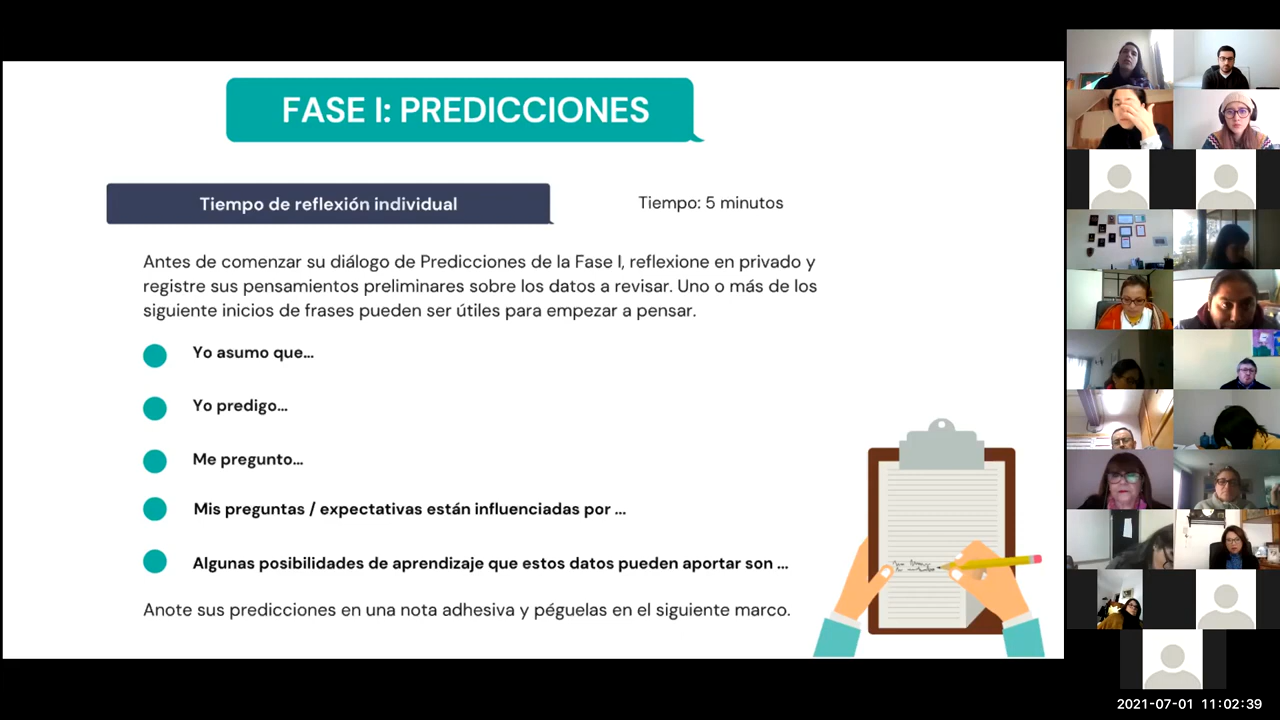 FASE I: PREDICCIONES
Tiempo de reflexión individual
Tiempo: 5 minutos
Antes de comenzar su diálogo de Predicciones de la Fase I, reflexione en privado y
registre sus pensamientos preliminares sobre los datos a revisar. Uno o más de los
siguiente inicios de frases pueden ser útiles para empezar a pensar.
Yo asumo que...
Yo predigo...
Me pregunto...
Mis preguntas / expectativas están influenciadas por ...
Algunas posibilidades de aprendizaje que estos datos pueden aportar son ...
Anote sus predicciones en una nota adhesiva y péguelas en el siguiente marco.
2021-07-01 11:02:39